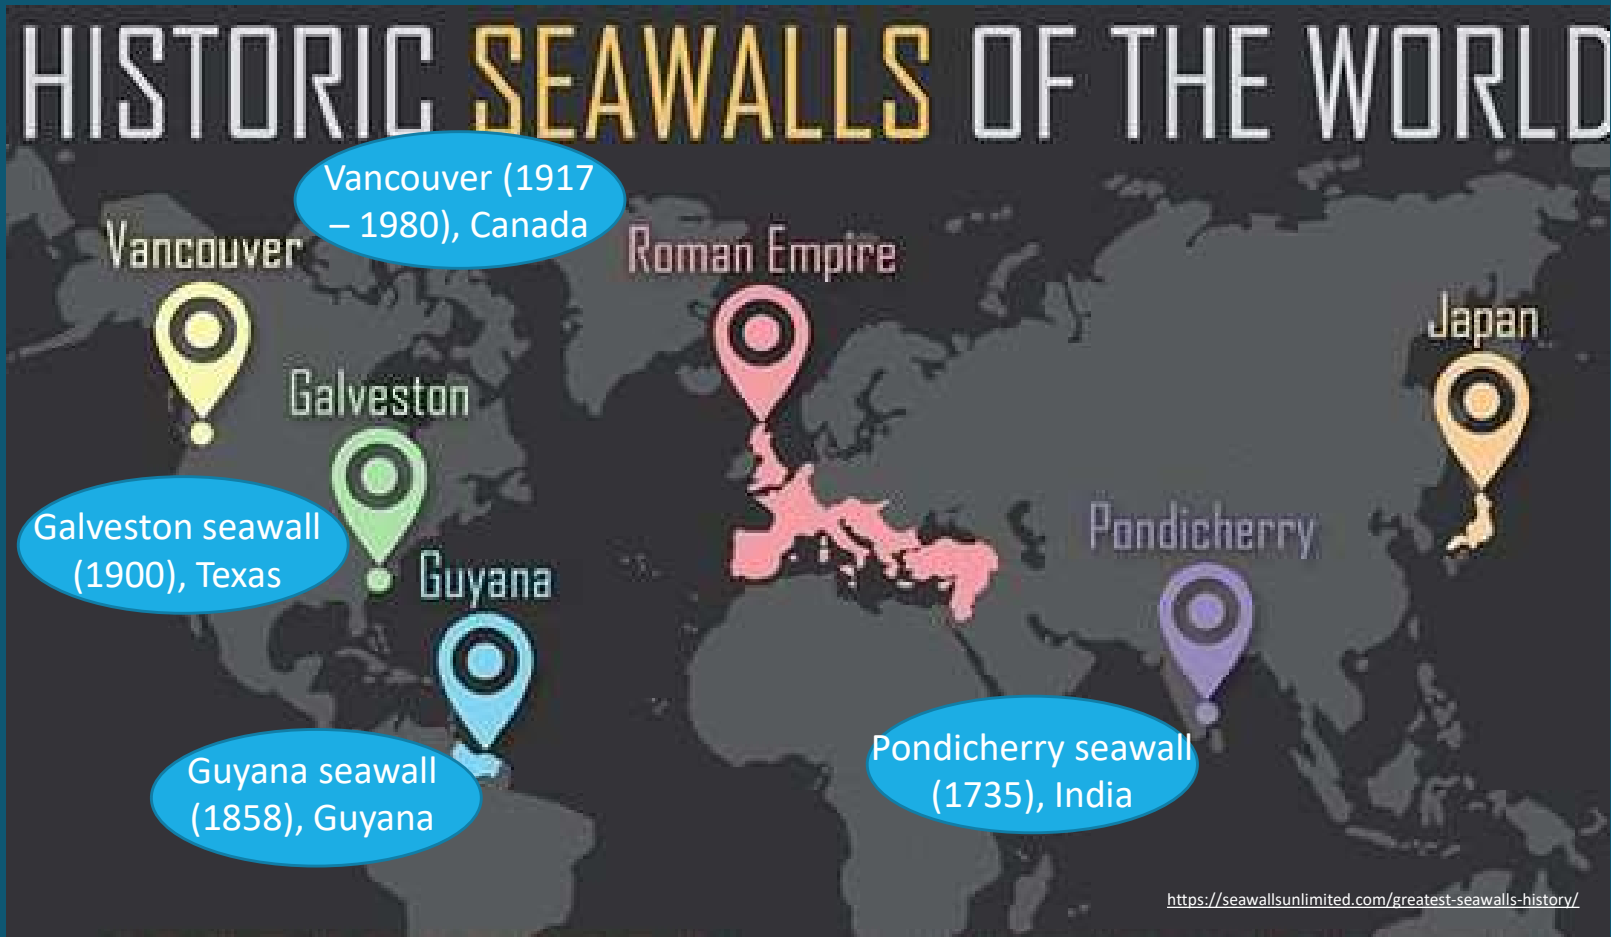 HISTORIC SEAWALLS OF THE WORLD
Vancouver (1917
– 1980), Canada
Vancouver
Roman Empire
Japan
Galveston
Galveston seawall
(1900), Texas
Pondicherry
Guyana
Pondicherry seawall
(1735), India
Guyana seawall
(1858), Guyana
https://seawallsunlimited.com/greatest-seawalls-history/